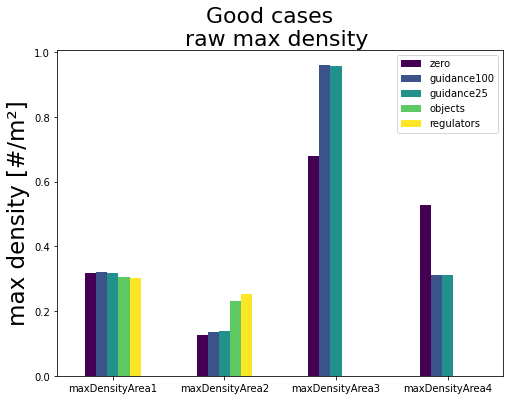 Good cases
raw max density
max density [#/m²]
1.0
0.8
0.6
0.4
0.2
0.0
zero
guidance100
guidance25
objects
regulators
maxDensityArea1
maxDensityArea2
maxDensityArea3
maxDensityArea4